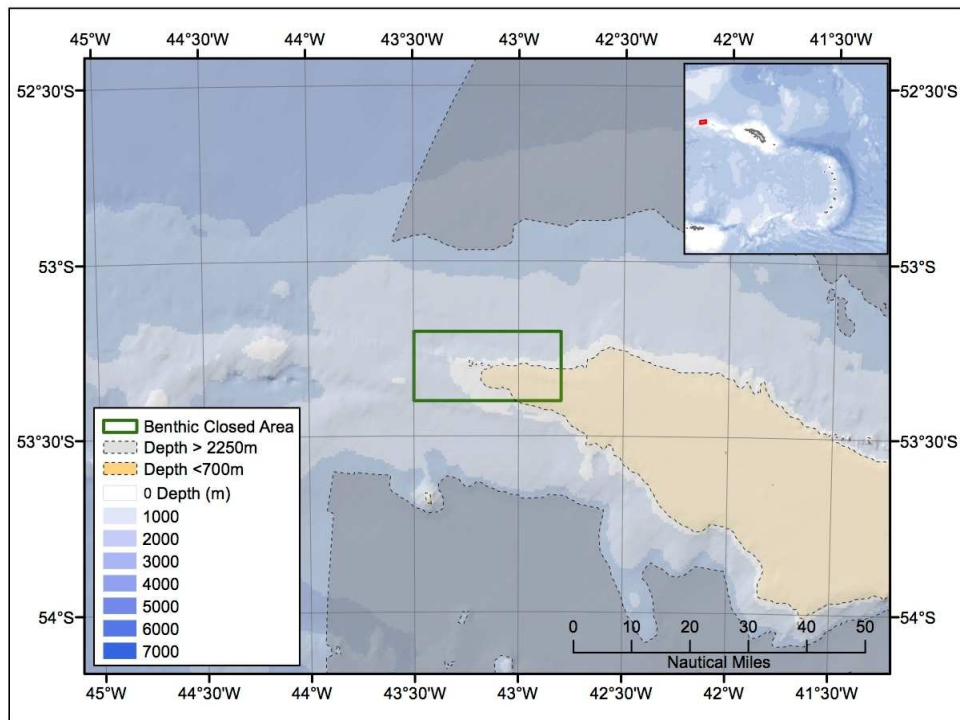 45°W 44°30'W 44°W 43°30'W 43°W 42°30'W 42°W 41°30'W
52°30'S 52°30'S
53°S 53°S
53°30'S 53°30'S
54°S 54°S
Benthic Closed Area
Depth > 2250m
Depth <700m
0 Depth (m)
1000
2000
3000
4000
5000
6000
7000
0 10 20 30 40 50
Nautical Miles
45°W 44°30'W 44°W 43°30'W 43°W 42°30'W 42°W 41°30'W